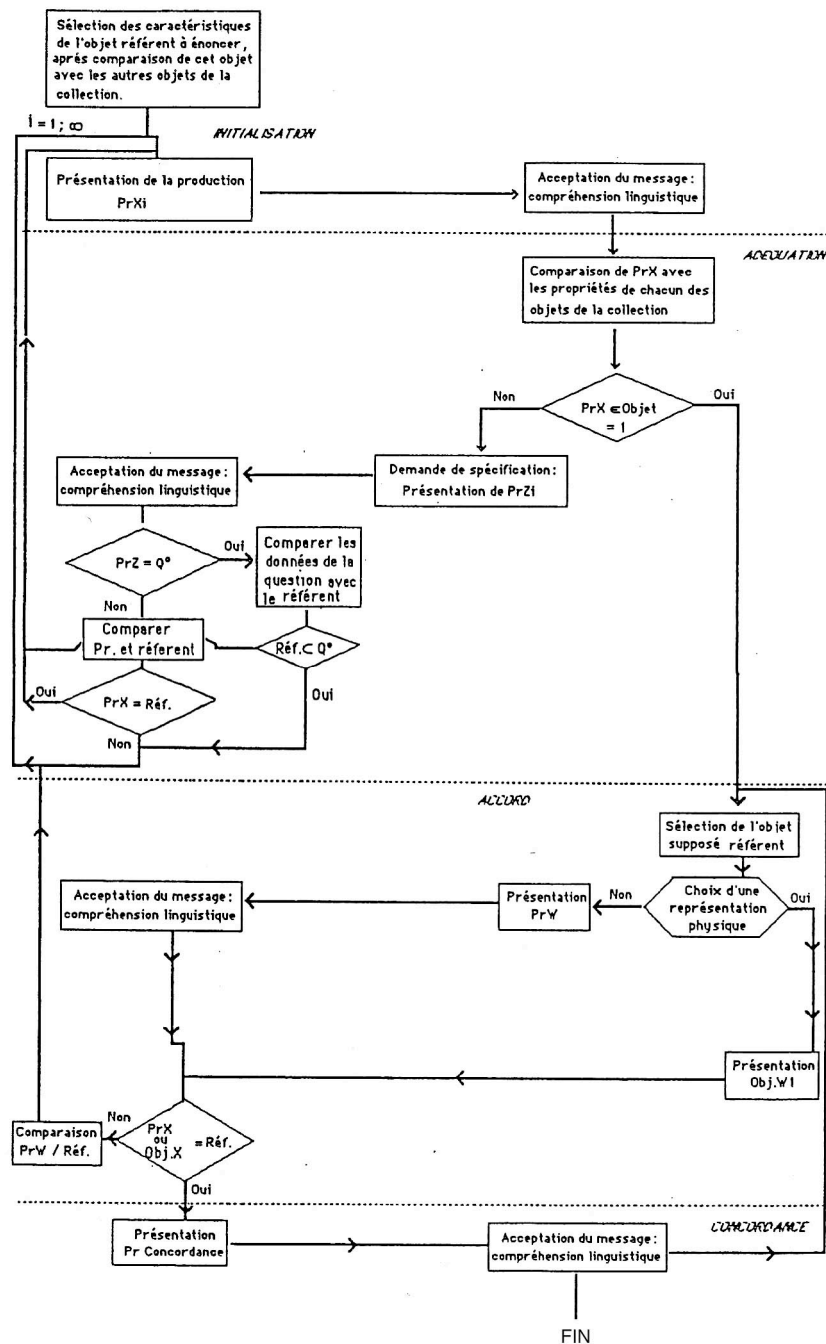 Sélection des caractéristiques
de l'objet référent à énoncer,
aprés comparaison de cet objet
avec les autres objets de la
collection.
i = 1 ; ∞
INITIALISATION
Présentation de la production
PrXi
Acceptation du message :
compréhension linguistique
ADEQUATION
Comparaison de PrX avec
les propriétés de chacun des
objets de la collection
Non
PrX ∈ Objet
= 1
Oui
Acceptation du message :
compréhension linguistique
Demande de spécification :
Présentation de PrZi
PrZ = Q°
Oui
Comparer les
données de la
question avec
le référent
Non
Comparer
Pr. et réferent
Réf. ⊂ Q°
Oui
PrX = Réf.
Oui
Non
ACCORD
Sélection de l'objet
supposé référent
Acceptation du message :
compréhension linguistique
Présentation
PrW
Non
Choix d'une
représentation
physique
Oui
Présentation
Obj.W1
Comparaison
PrW / Réf.
Non
PrX
ou
Obj.X
= Réf.
Oui
CONCORDANCE
Présentation
Pr Concordance
Acceptation du message :
compréhension linguistique
FIN